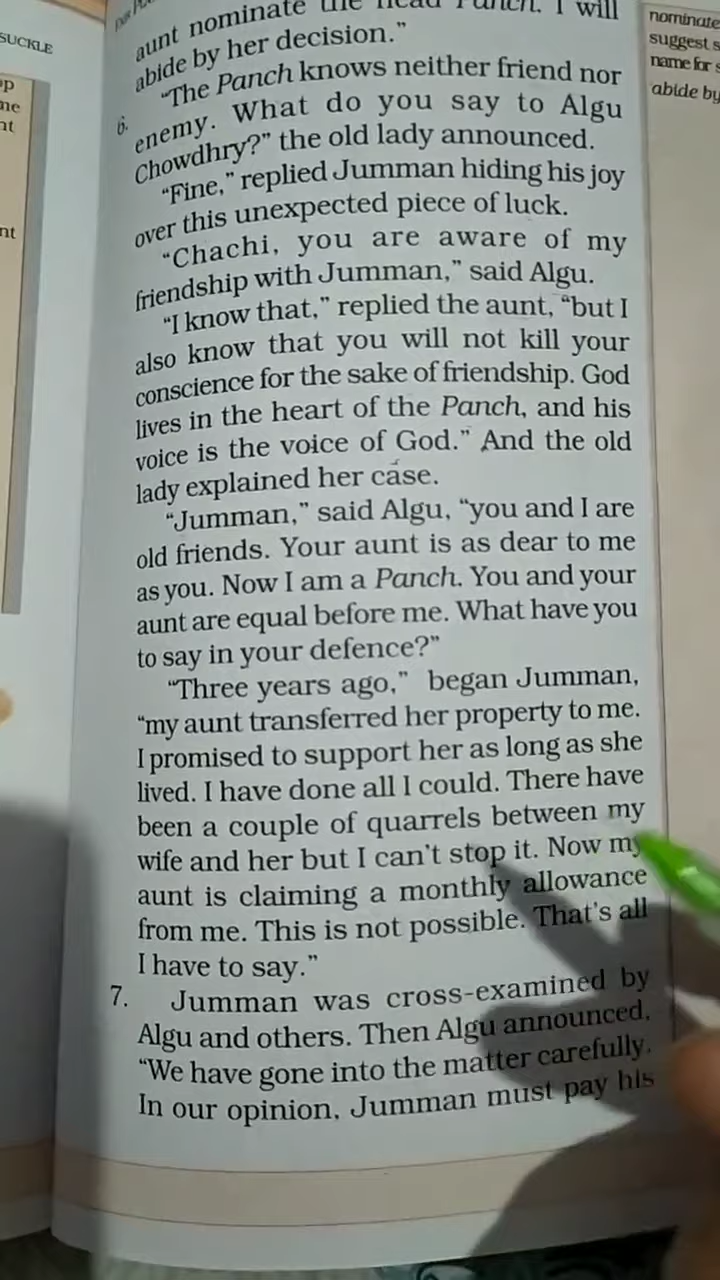 SUCKLE
aunt nominate the head Panch. I will
abide by her decision.”
6. “The Panch knows neither friend nor
enemy. What do you say to Algu
Chowdhry?” the old lady announced.
“Fine,” replied Jumman hiding his joy
over this unexpected piece of luck.
“Chachi, you are aware of my
friendship with Jumman,” said Algu.
“I know that,” replied the aunt, “but I
also know that you will not kill your
conscience for the sake of friendship. God
lives in the heart of the Panch, and his
voice is the voice of God.” And the old
lady explained her case.
“Jumman,” said Algu, “you and I are
old friends. Your aunt is as dear to me
as you. Now I am a Panch. You and your
aunt are equal before me. What have you
to say in your defence?”
“Three years ago,” began Jumman,
“my aunt transferred her property to me.
I promised to support her as long as she
lived. I have done all I could. There have
been a couple of quarrels between my
wife and her but I can’t stop it. Now my
aunt is claiming a monthly allowance
from me. This is not possible. That’s all
I have to say.”
7. Jumman was cross-examined by
Algu and others. Then Algu announced,
“We have gone into the matter carefully.
In our opinion, Jumman must pay his
nominate
suggest
name for
abide by